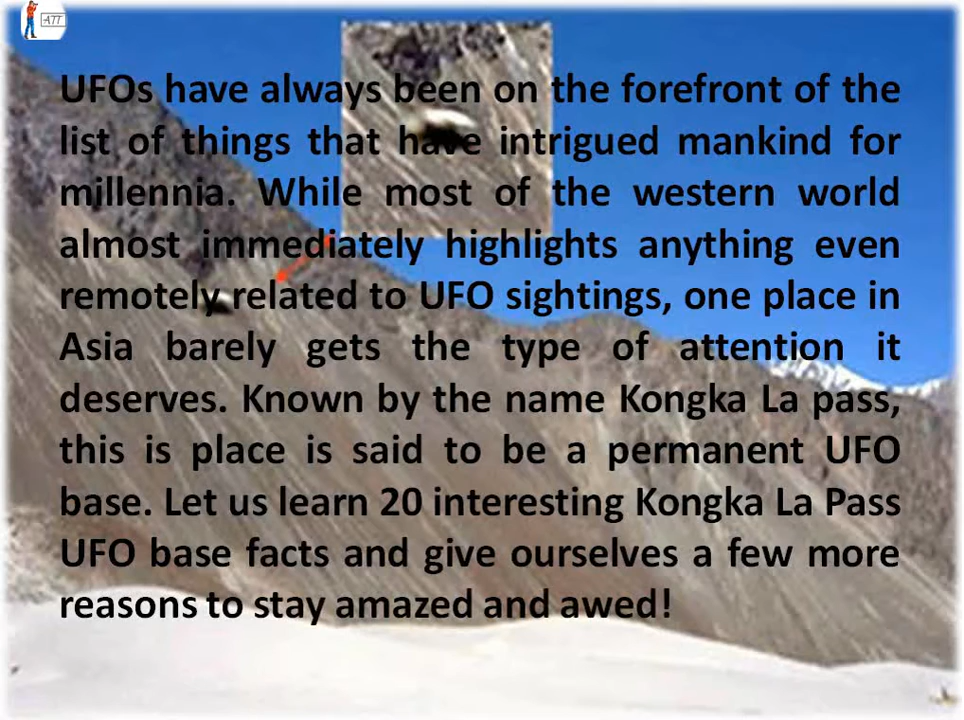 ATT
UFOs have always been on the forefront of the
list of things that have intrigued mankind for
millennia. While most of the western world
almost immediately highlights anything even
remotely related to UFO sightings, one place in
Asia barely gets the type of attention it
deserves. Known by the name Kongka La pass,
this is place is said to be a permanent UFO
base. Let us learn 20 interesting Kongka La Pass
UFO base facts and give ourselves a few more
reasons to stay amazed and awed!